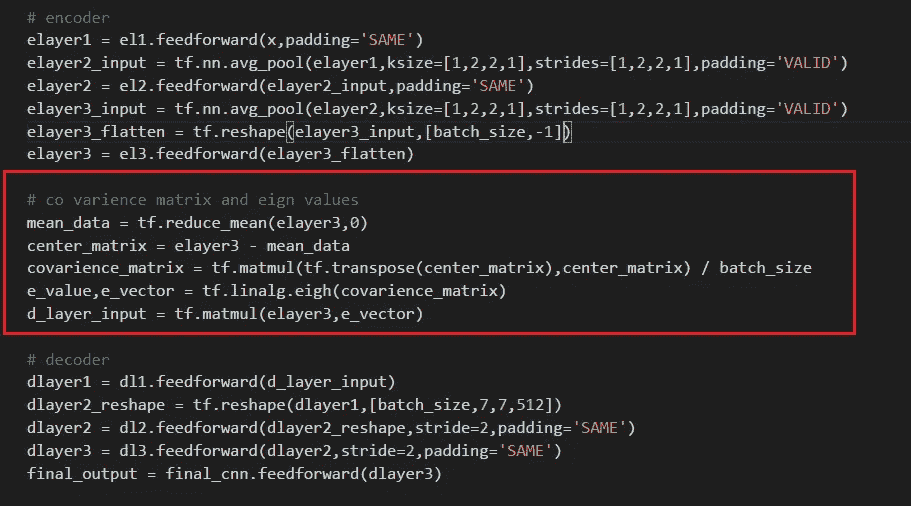 # encoder
elayer1 = el1.feedforward(x,padding='SAME')
elayer2_input = tf.nn.avg_pool(elayer1,ksize=[1,2,2,1],strides=[1,2,2,1],padding='VALID')
elayer2 = el2.feedforward(elayer2_input,padding='SAME')
elayer3_input = tf.nn.avg_pool(elayer2,ksize=[1,2,2,1],strides=[1,2,2,1],padding='VALID')
elayer3_flatten = tf.reshape(elayer3_input,[batch_size,-1])
elayer3 = el3.feedforward(elayer3_flatten)
# co varience matrix and eign values
mean_data = tf.reduce_mean(elayer3,0)
center_matrix = elayer3 - mean_data
covarience_matrix = tf.matmul(tf.transpose(center_matrix),center_matrix) / batch_size
e_value,e_vector = tf.linalg.eigh(covarience_matrix)
d_layer_input = tf.matmul(elayer3,e_vector)
# decoder
dlayer1 = dl1.feedforward(d_layer_input)
dlayer2_reshape = tf.reshape(dlayer1,[batch_size,7,7,512])
dlayer2 = dl2.feedforward(dlayer2_reshape,stride=2,padding='SAME')
dlayer3 = dl3.feedforward(dlayer2,stride=2,padding='SAME')
final_output = final_cnn.feedforward(dlayer3)